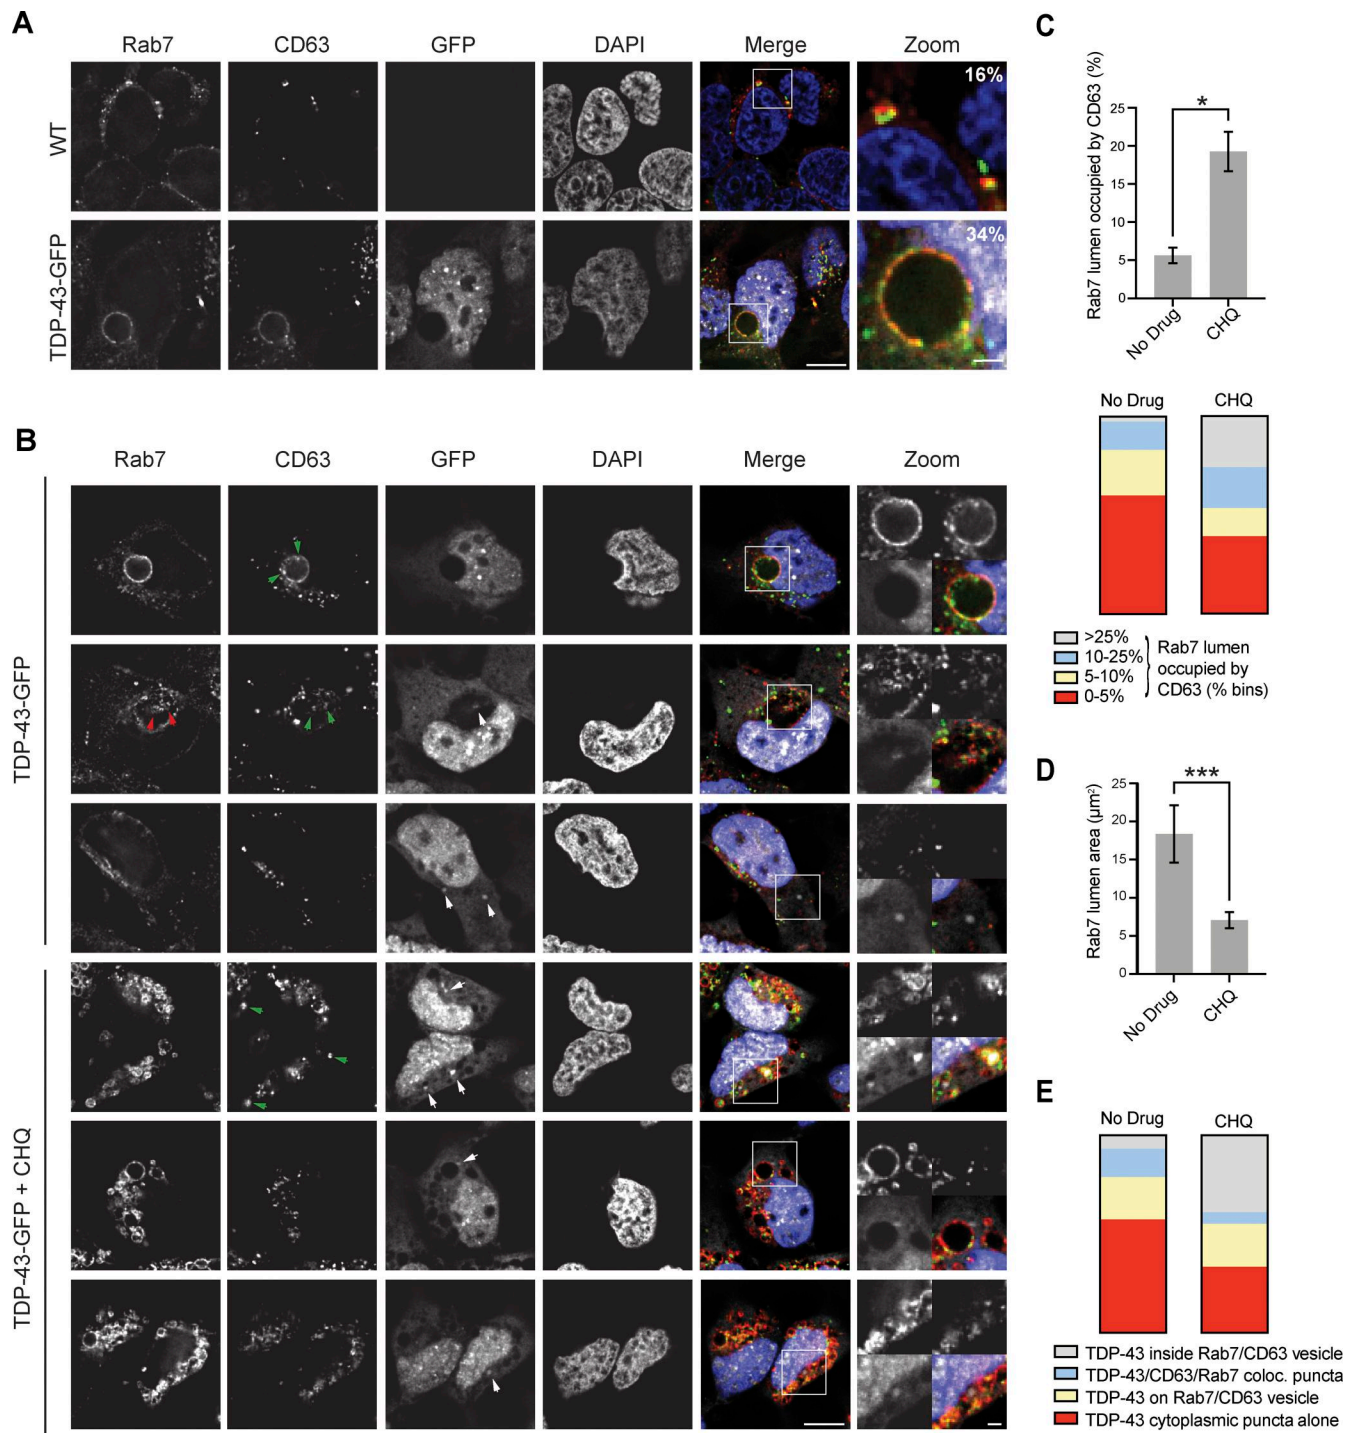 A
Rab7 CD63 GFP DAPI Merge Zoom
WT
16%
TDP-43-GFP
34%
B
Rab7 CD63 GFP DAPI Merge Zoom
TDP-43-GFP
TDP-43-GFP + CHQ
C
Rab7 lumen occupied by CD63 (%)
25
20
15
10
5
0
*
No Drug
CHQ
No Drug CHQ
>25%
10-25%
5-10%
0-5%
Rab7 lumen
occupied by
CD63 (% bins)
D
Rab7 lumen area (µm²)
25
20
15
10
5
0
***
No Drug
CHQ
E
No Drug CHQ
TDP-43 inside Rab7/CD63 vesicle
TDP-43/CD63/Rab7 coloc. puncta
TDP-43 on Rab7/CD63 vesicle
TDP-43 cytoplasmic puncta alone